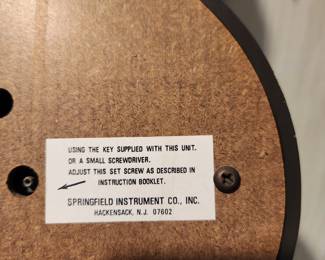 USING THE KEY SUPPLIED WITH THIS UNIT.
OR A SMALL SCREWDRIVER.
ADJUST THIS SET SCREW AS DESCRIBED IN
INSTRUCTION BOOKLET.
SPRINGFIELD INSTRUMENT CO., INC.
HACKENSACK, N.J. 07602